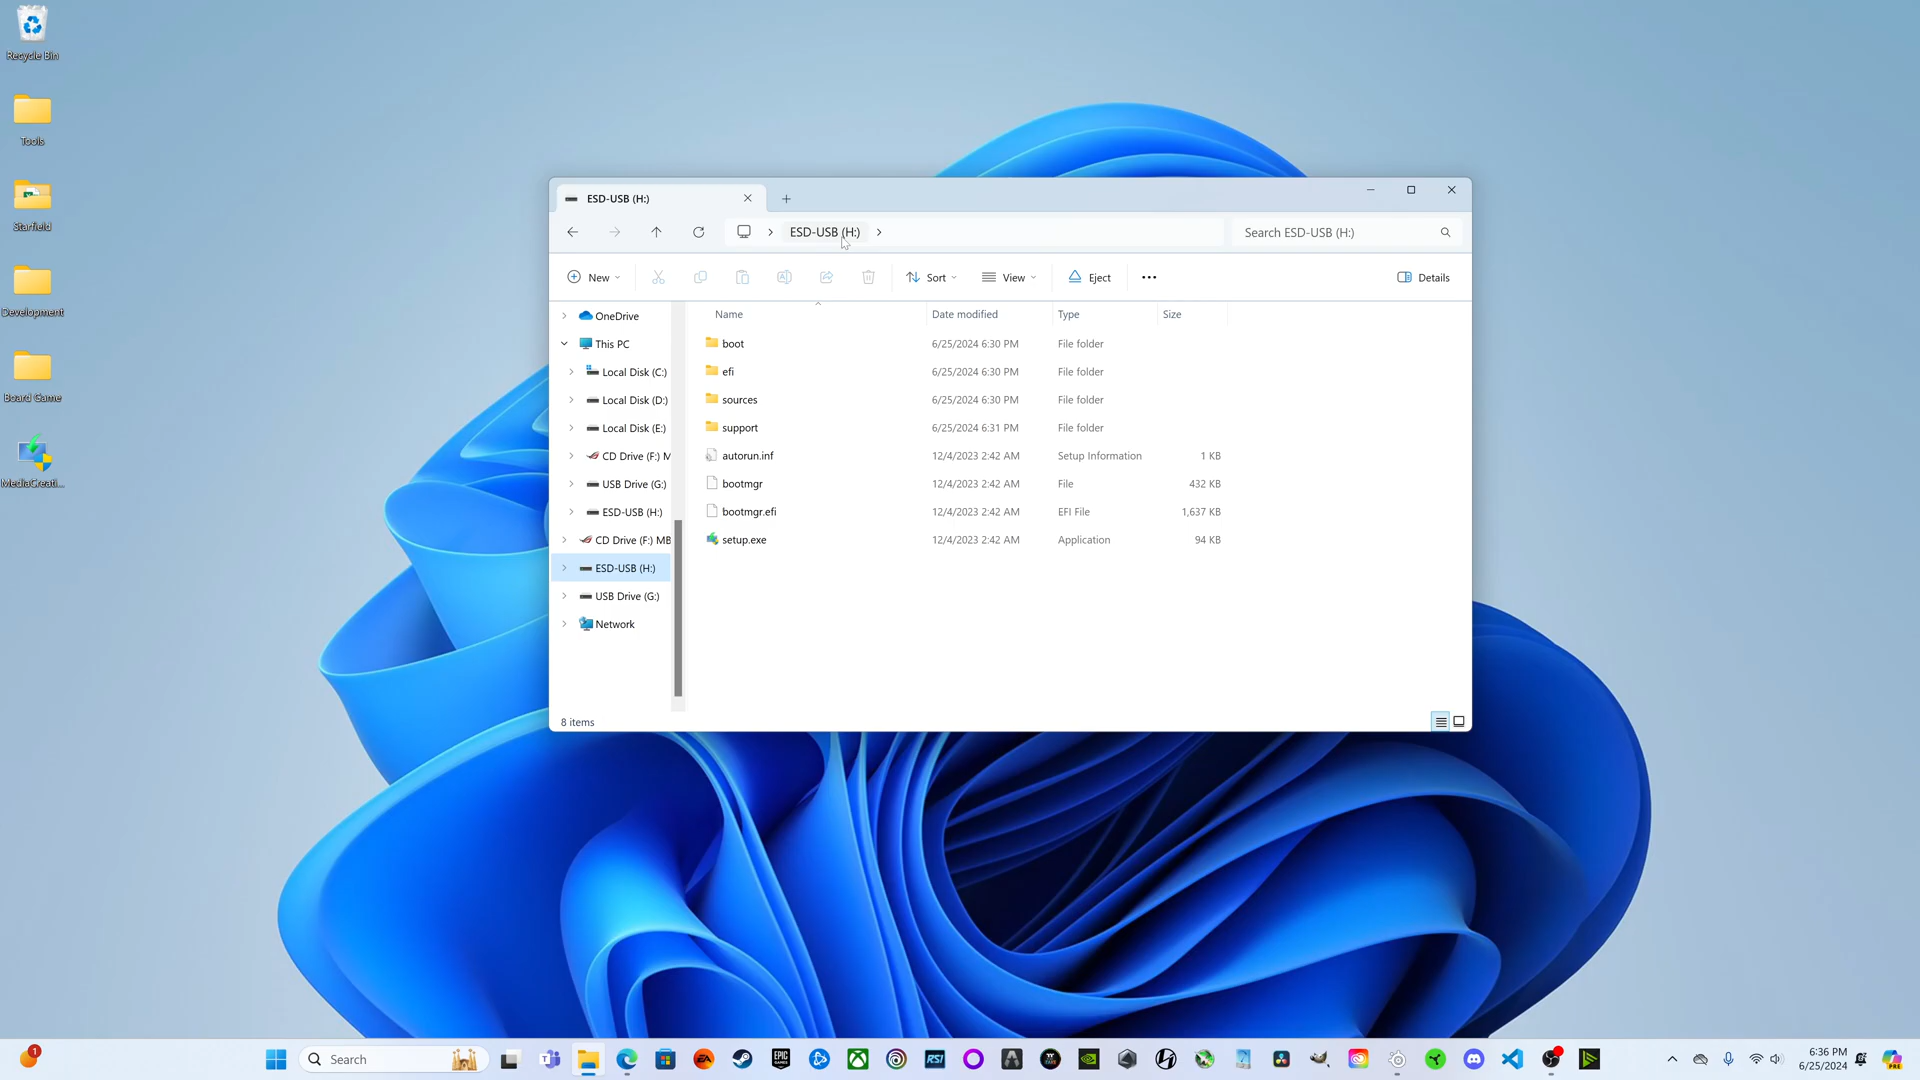 Recycle Bin
Tools
Starfield
Development
Board Game
MediaCreati...
ESD-USB (H:)
ESD-USB (H:)
Search ESD-USB (H:)
New
Sort
View
Eject
Details
OneDrive
This PC
Local Disk (C:)
Local Disk (D:)
Local Disk (E:)
CD Drive (F:) M
USB Drive (G:)
ESD-USB (H:)
CD Drive (F:) MB
ESD-USB (H:)
USB Drive (G:)
Network
Name Date modified Type Size
boot 6/25/2024 6:30 PM File folder
efi 6/25/2024 6:30 PM File folder
sources 6/25/2024 6:30 PM File folder
support 6/25/2024 6:31 PM File folder
autorun.inf 12/4/2023 2:42 AM Setup Information 1 KB
bootmgr 12/4/2023 2:42 AM File 432 KB
bootmgr.efi 12/4/2023 2:42 AM EFI File 1,637 KB
setup.exe 12/4/2023 2:42 AM Application 94 KB
8 items
1
Search
EA
EPIC GAMES
RSI
PRE
6:36 PM
6/25/2024